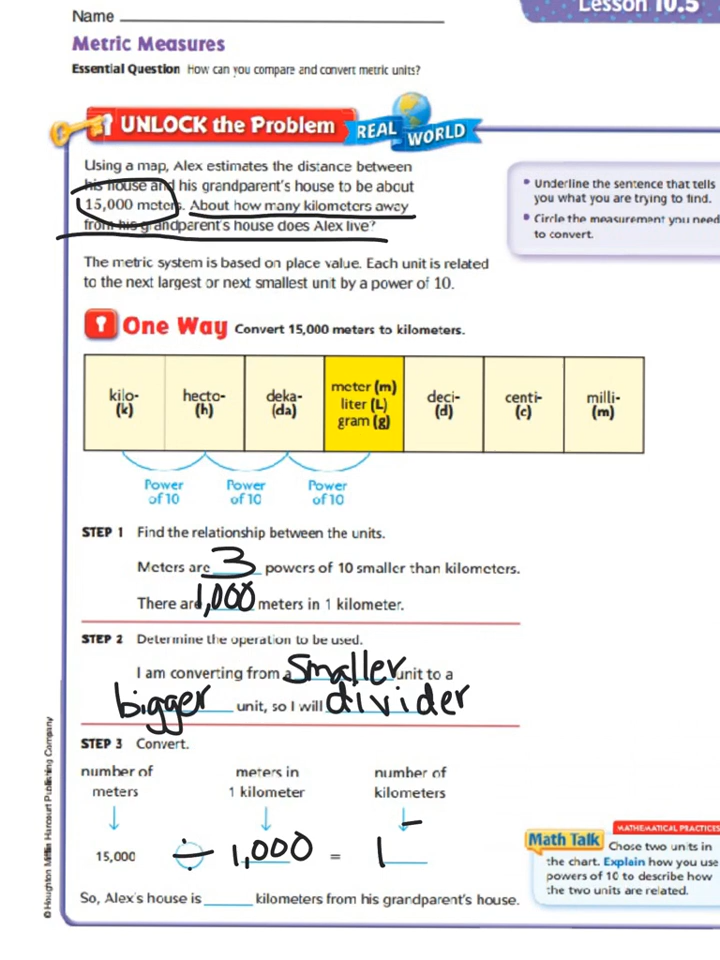 Lesson 10.5
Name
Metric Measures
Essential Question How can you compare and convert metric units?
UNLOCK the Problem REAL WORLD
Using a map, Alex estimates the distance between
his house and his grandparent's house to be about
15,000 meters. About how many kilometers away
from his grandparent's house does Alex live?
• Underline the sentence that tells
you what you are trying to find.
• Circle the measurement you need
to convert.
The metric system is based on place value. Each unit is related
to the next largest or next smallest unit by a power of 10.
One Way Convert 15,000 meters to kilometers.
kilo- (k) hecto- (h) deka- (da) meter (m) liter (L) gram (g) deci- (d) centi- (c) milli- (m)
Power of 10 Power of 10 Power of 10
STEP 1 Find the relationship between the units.
Meters are 3 powers of 10 smaller than kilometers.
There are 1,000 meters in 1 kilometer.
STEP 2 Determine the operation to be used.
I am converting from a smaller unit to a
bigger unit, so I will divider
STEP 3 Convert.
number of meters meters in 1 kilometer number of kilometers
15,000 ÷ 1,000 = 1
So, Alex's house is kilometers from his grandparent's house.
MATHEMATICAL PRACTICES
Math Talk Chose two units in
the chart. Explain how you use
powers of 10 to describe how
the two units are related.
© Houghton Mifflin Harcourt Publishing Company